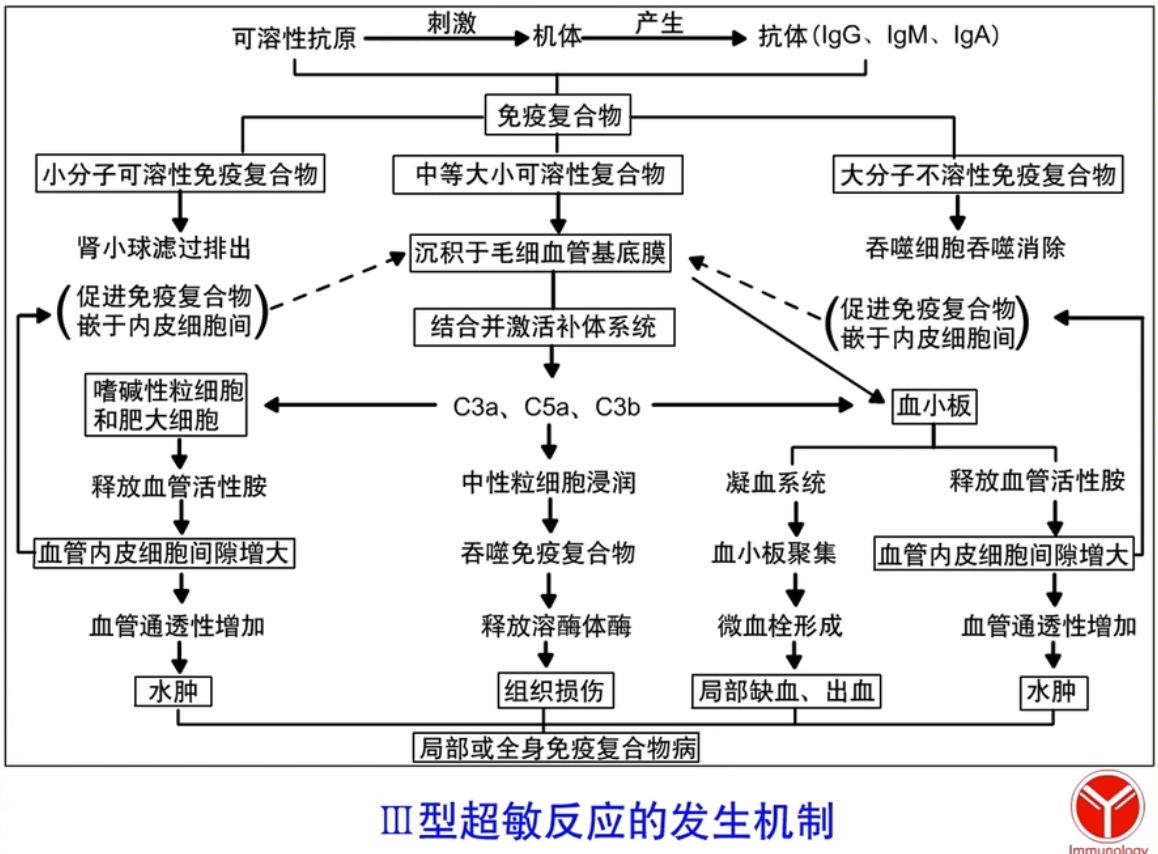 可溶性抗原 刺激 机体 产生 抗体(IgG、IgM、IgA)
免疫复合物
小分子可溶性免疫复合物 中等大小可溶性复合物 大分子不溶性免疫复合物
肾小球滤过排出 沉积于毛细血管基底膜 吞噬细胞吞噬消除
(促进免疫复合物
嵌于内皮细胞间)
(促进免疫复合物
嵌于内皮细胞间)
结合并激活补体系统
嗜碱性粒细胞
和肥大细胞
C3a、C5a、C3b 血小板
释放血管活性胺 中性粒细胞浸润 凝血系统 释放血管活性胺
血管内皮细胞间隙增大 吞噬免疫复合物 血小板聚集 血管内皮细胞间隙增大
血管通透性增加 释放溶酶体酶 微血栓形成 血管通透性增加
水肿 组织损伤 局部缺血、出血 水肿
局部或全身免疫复合物病
III型超敏反应的发生机制
Immunology